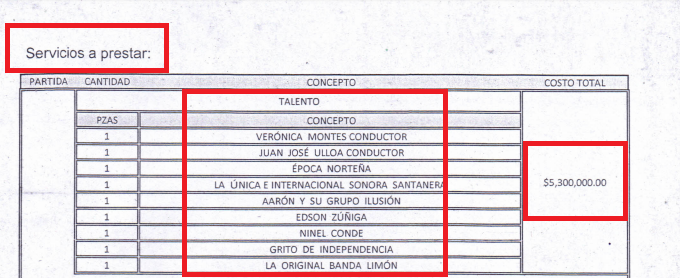 Servicios a prestar:
PARTIDA CANTIDAD CONCEPTO COSTO TOTAL
TALENTO
PZAS CONCEPTO
1 VERÓNICA MONTES CONDUCTOR
1 JUAN JOSÉ ULLOA CONDUCTOR
1 ÉPOCA NORTEÑA
1 LA ÚNICA E INTERNACIONAL SONORA SANTANERA $5,300,000.00
1 AARÓN Y SU GRUPO ILUSIÓN
1 EDSON ZÚÑIGA
1 NINEL CONDE
1 GRITO DE INDEPENDENCIA
1 LA ORIGINAL BANDA LIMÓN